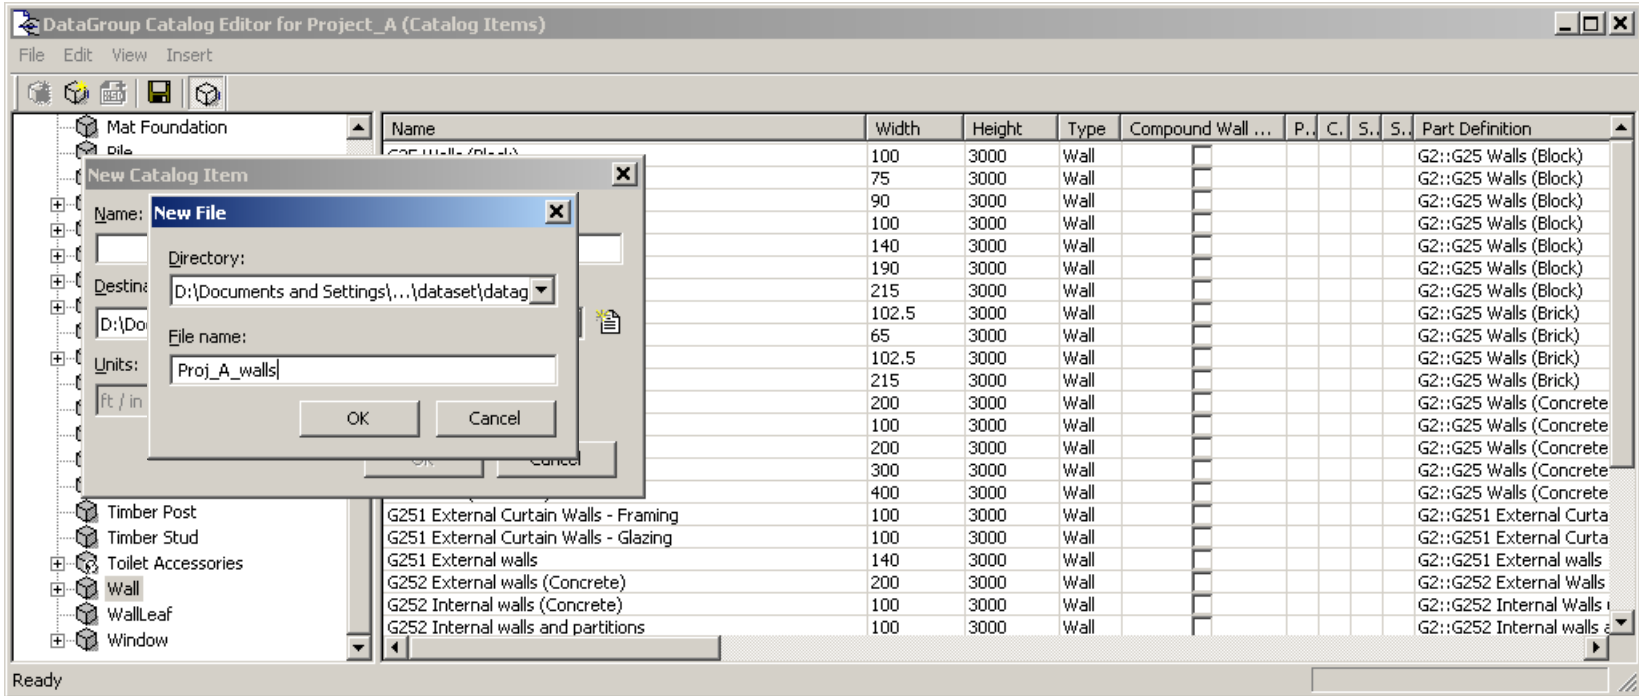 DataGroup Catalog Editor for Project_A (Catalog Items)
File Edit View Insert
Mat Foundation
Name Width Height Type Compound Wall ... P.. C. S.. S.. Part Definition
100 3000 Wall G2::G25 Walls (Block)
New Catalog Item 75 3000 Wall G2::G25 Walls (Block)
Name: New File 90 3000 Wall G2::G25 Walls (Block)
100 3000 Wall G2::G25 Walls (Block)
140 3000 Wall G2::G25 Walls (Block)
Directory: 190 3000 Wall G2::G25 Walls (Block)
Destina D:\Documents and Settings\...\dataset\datag 215 3000 Wall G2::G25 Walls (Block)
D:\Do 102.5 3000 Wall G2::G25 Walls (Brick)
File name: 65 3000 Wall G2::G25 Walls (Brick)
Units: Proj_A_walls 102.5 3000 Wall G2::G25 Walls (Brick)
215 3000 Wall G2::G25 Walls (Brick)
ft / in 200 3000 Wall G2::G25 Walls (Concrete
OK Cancel 100 3000 Wall G2::G25 Walls (Concrete
200 3000 Wall G2::G25 Walls (Concrete
300 3000 Wall G2::G25 Walls (Concrete
400 3000 Wall G2::G25 Walls (Concrete
Timber Post G251 External Curtain Walls - Framing 100 3000 Wall G2::G251 External Curta
Timber Stud G251 External Curtain Walls - Glazing 100 3000 Wall G2::G251 External Curta
Toilet Accessories G251 External walls 140 3000 Wall G2::G251 External walls
Wall G252 External walls (Concrete) 200 3000 Wall G2::G252 External Walls
WallLeaf G252 Internal walls (Concrete) 100 3000 Wall G2::G252 Internal Walls
Window G252 Internal walls and partitions 100 3000 Wall G2::G252 Internal walls a
Ready